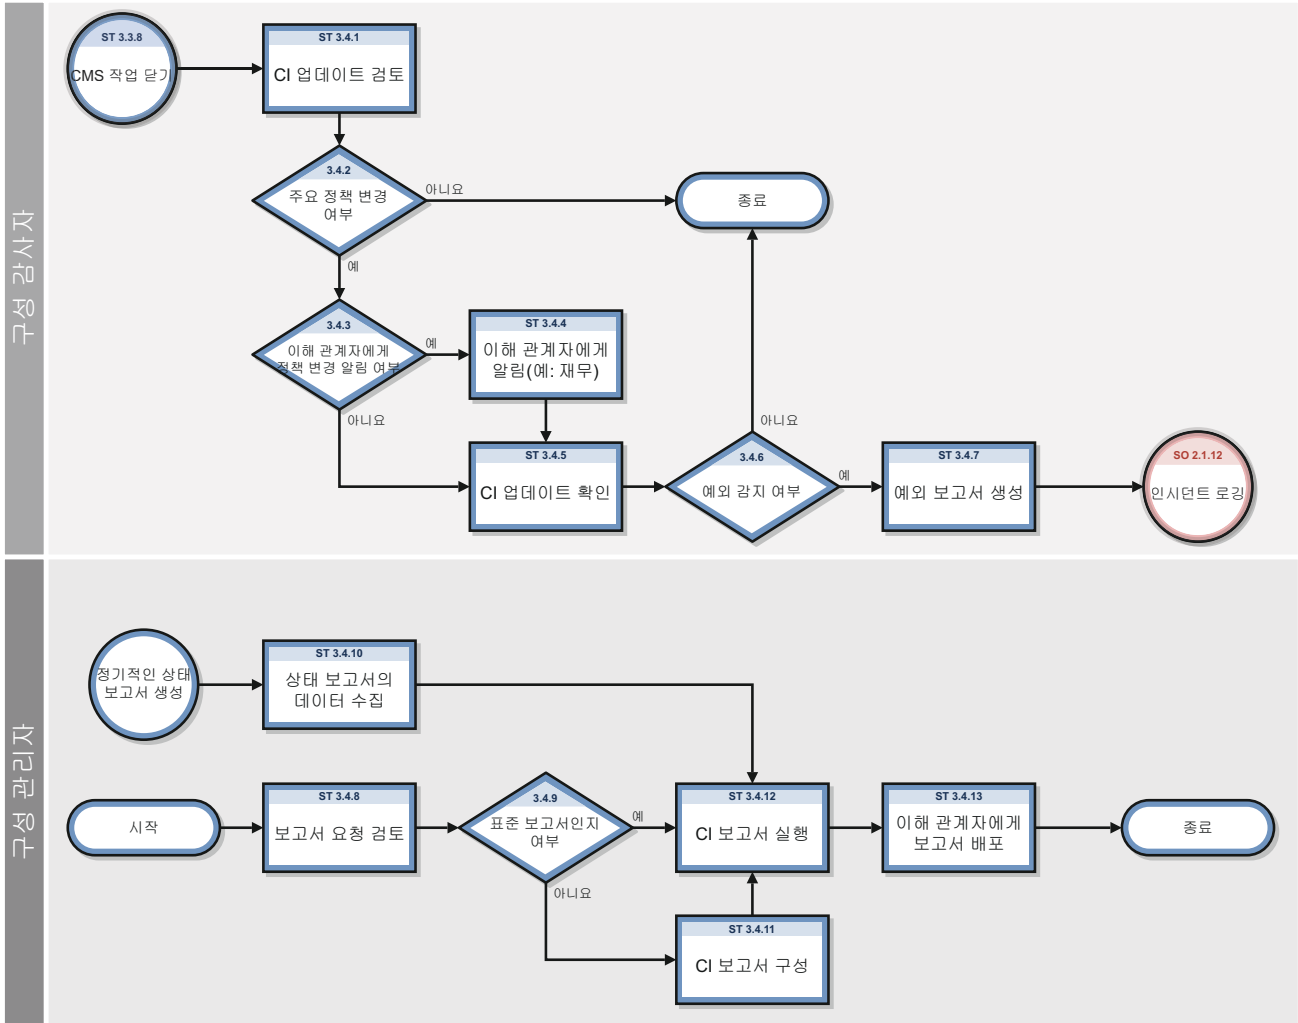 구성 감사자
ST 3.3.8
CMS 작업 닫기
ST 3.4.1
CI 업데이트 검토
3.4.2
주요 정책 변경
여부
아니요
종료
예
3.4.3
이해 관계자에게
정책 변경 알림 여부
예
아니요
ST 3.4.4
이해 관계자에게
알림(예: 재무)
ST 3.4.5
CI 업데이트 확인
3.4.6
예외 감지 여부
아니요
예
ST 3.4.7
예외 보고서 생성
SO 2.1.12
인시던트 로깅
구성 관리자
정기적인 상태
보고서 생성
ST 3.4.10
상태 보고서의
데이터 수집
시작
ST 3.4.8
보고서 요청 검토
3.4.9
표준 보고서인지
여부
예
아니요
ST 3.4.12
CI 보고서 실행
ST 3.4.13
이해 관계자에게
보고서 배포
종료
ST 3.4.11
CI 보고서 구성